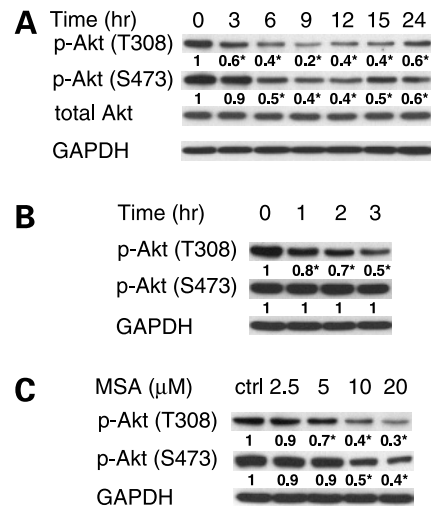 A Time (hr) 0 3 6 9 12 15 24
p-Akt (T308)
1 0.6* 0.4* 0.2* 0.4* 0.4* 0.6*
p-Akt (S473)
1 0.9 0.5* 0.4* 0.4* 0.5* 0.6*
total Akt
GAPDH
B Time (hr) 0 1 2 3
p-Akt (T308)
1 0.8* 0.7* 0.5*
p-Akt (S473)
1 1 1 1
GAPDH
C MSA (μM) ctrl 2.5 5 10 20
p-Akt (T308)
1 0.9 0.7* 0.4* 0.3*
p-Akt (S473)
1 0.9 0.9 0.5* 0.4*
GAPDH